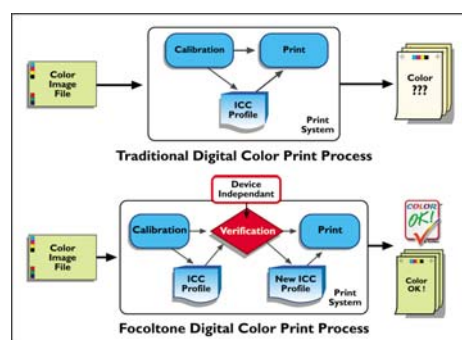 Color
Image
File
Calibration
Print
ICC
Profile
Print
System
Color
???
Traditional Digital Color Print Process
Device
Independant
Color
Image
File
Calibration
Verification
Print
ICC
Profile
New ICC
Profile
Print
System
COLOR
OK!
Color
OK !
Focoltone Digital Color Print Process